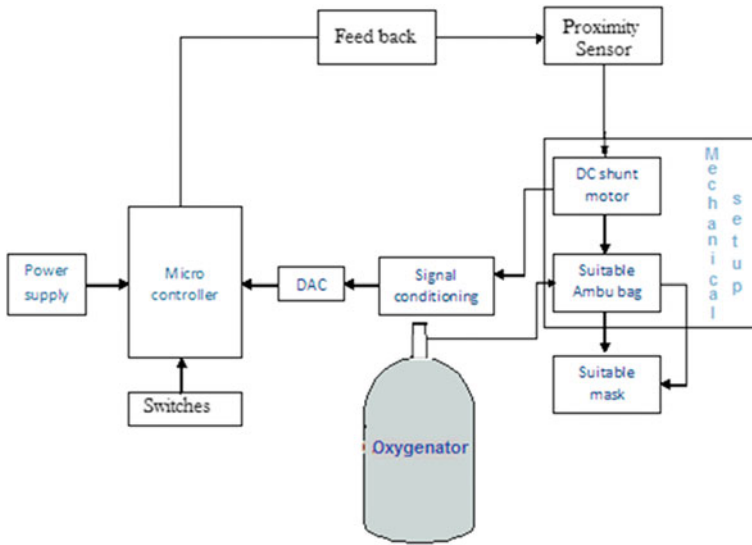 Feed back
Proximity
Sensor
Mechanical
setup
DC shunt
motor
Power
supply
Micro
controller
DAC
Signal
conditioning
Suitable
Ambu bag
Switches
Suitable
mask
Oxygenator